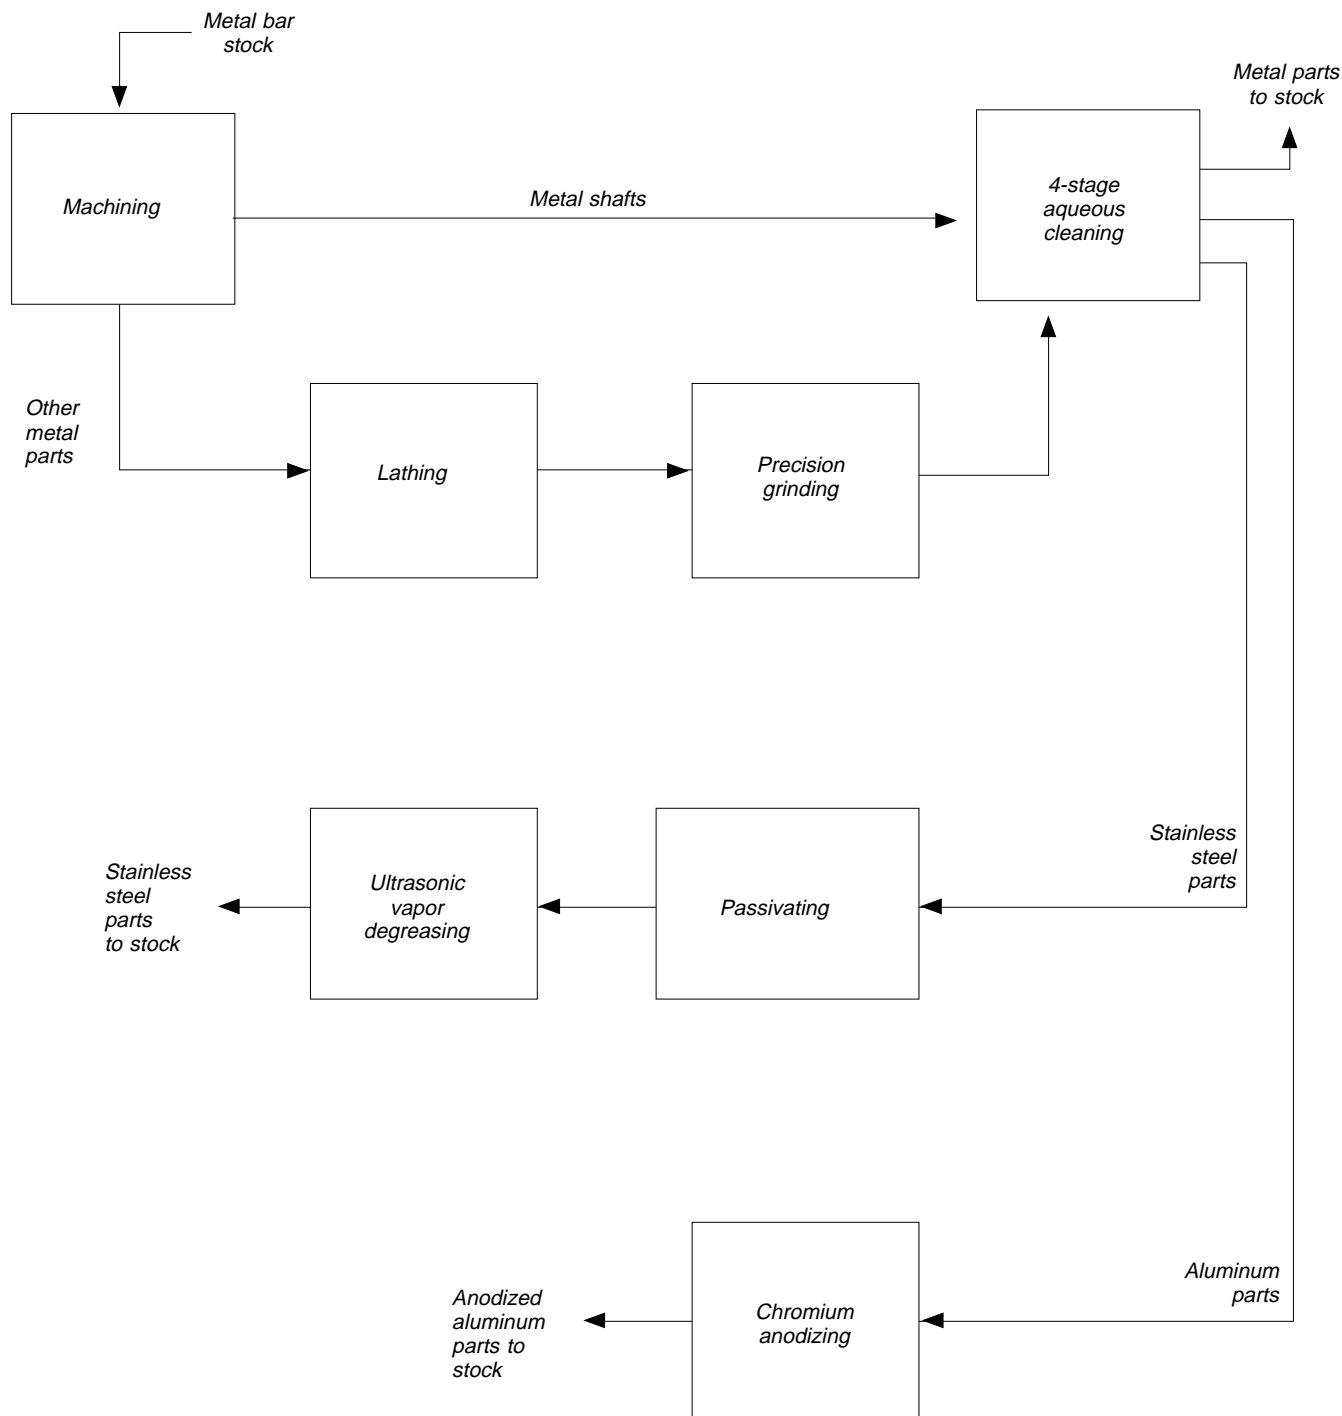 Metal bar
stock
Metal parts
to stock
Machining
Metal shafts
4-stage
aqueous
cleaning
Other
metal
parts
Lathing
Precision
grinding
Stainless
steel
parts
to stock
Ultrasonic
vapor
degreasing
Passivating
Stainless
steel
parts
Anodized
aluminum
parts to
stock
Chromium
anodizing
Aluminum
parts